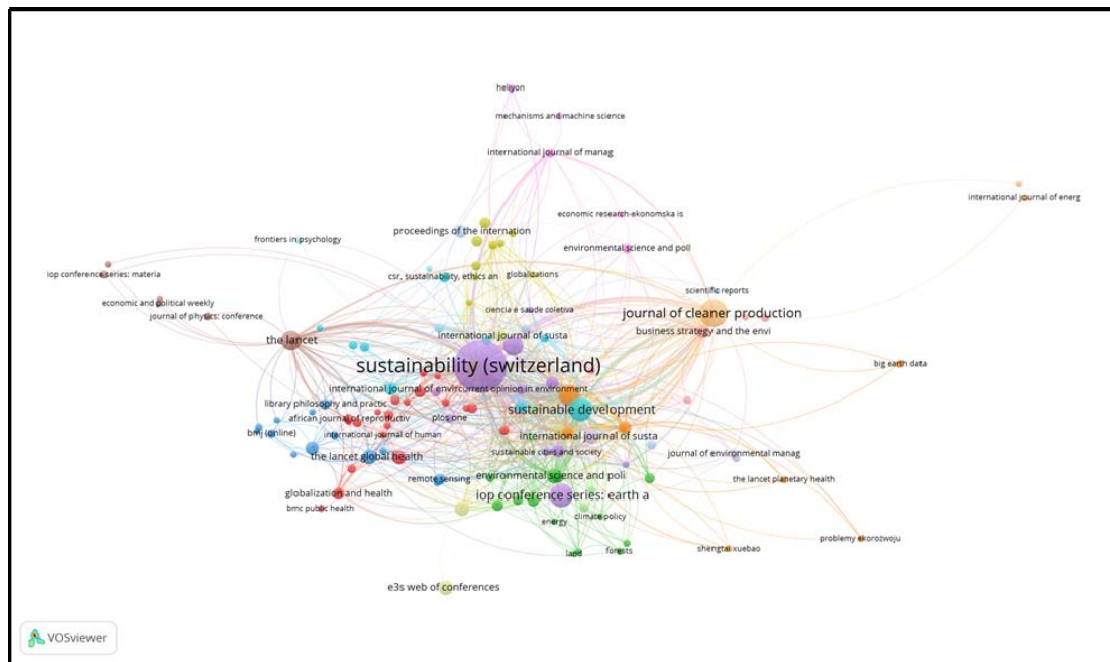 heliyon
mechanisms and machine science
international journal of manag
international journal of energ
economic research-ekonomska is
proceedings of the internation
frontiers in psychology
environmental science and poll
iop conference series: materia
csr, sustainability, ethics an
globalizations
scientific reports
economic and political weekly
ciencia e saude coletiva
journal of physics: conference
journal of cleaner production
business strategy and the envi
the lancet
international journal of susta
sustainability (switzerland)
big earth data
international journal of envir
current opinion in environment
library philosophy and practic
sustainable development
african journal of reproductiv
plos one
bmj (online)
international journal of human
international journal of susta
sustainable cities and society
the lancet global health
journal of environmental manag
remote sensing
environmental science and poli
the lancet planetary health
globalization and health
iop conference series: earth a
bmc public health
energy
climate policy
problemy ekorozwoju
land
forests
shengtai xuebao
e3s web of conferences
VOSviewer